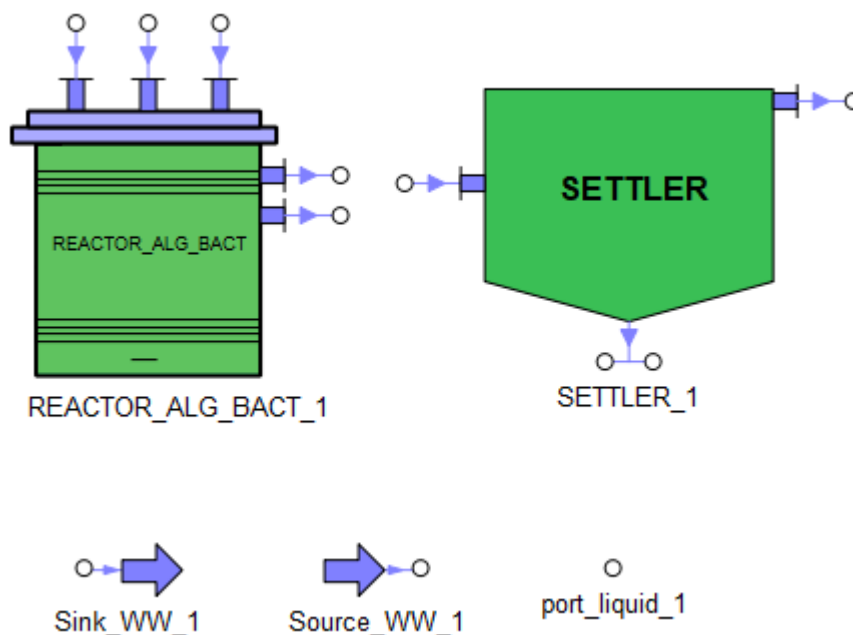 SETTLER
REACTOR_ALG_BACT
REACTOR_ALG_BACT_1
SETTLER_1
Sink_WW_1
Source_WW_1
port_liquid_1